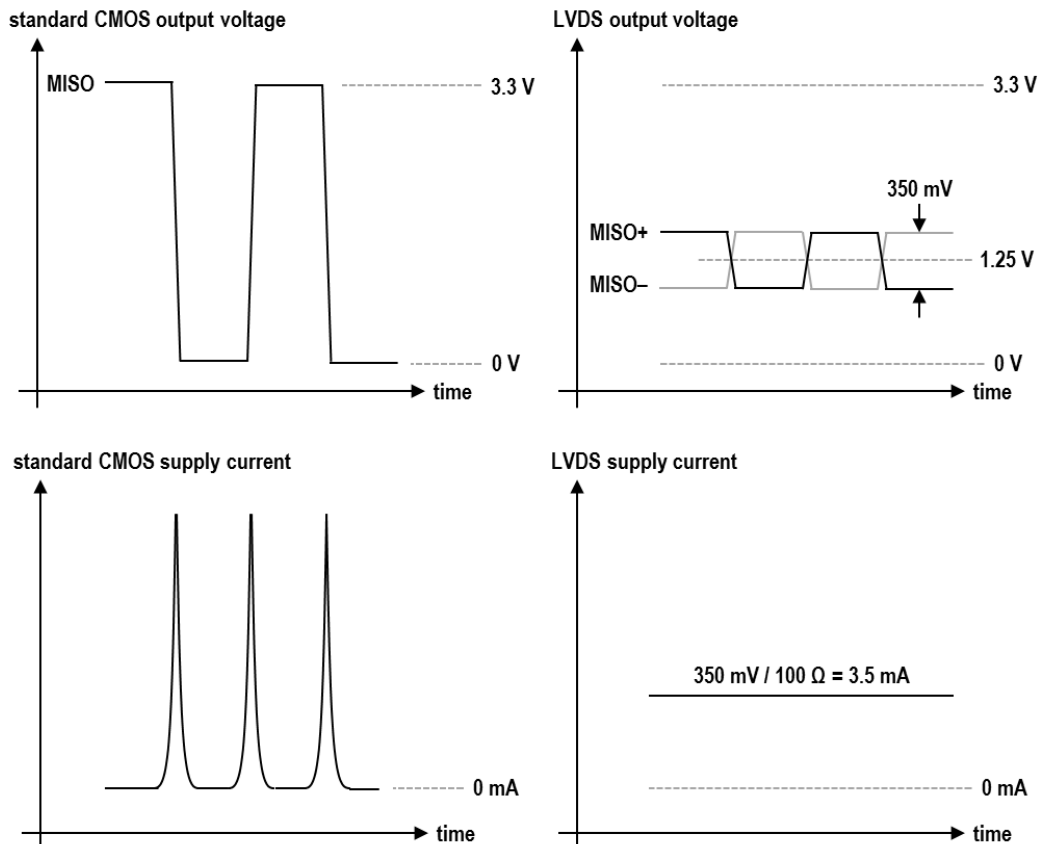 standard CMOS output voltage
MISO
3.3 V
0 V
time
LVDS output voltage
3.3 V
350 mV
MISO+
1.25 V
MISO–
0 V
time
standard CMOS supply current
0 mA
time
LVDS supply current
350 mV / 100 Ω = 3.5 mA
0 mA
time